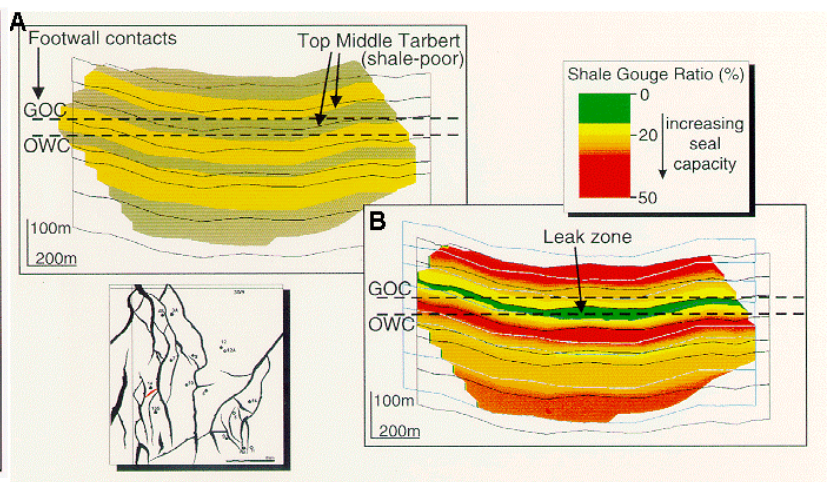 A
Footwall contacts
Top Middle Tarbert
(shale-poor)
GOC
OWC
100m
200m
Shale Gouge Ratio (%)
0
20
50
increasing
seal
capacity
B
Leak zone
GOC
OWC
100m
200m